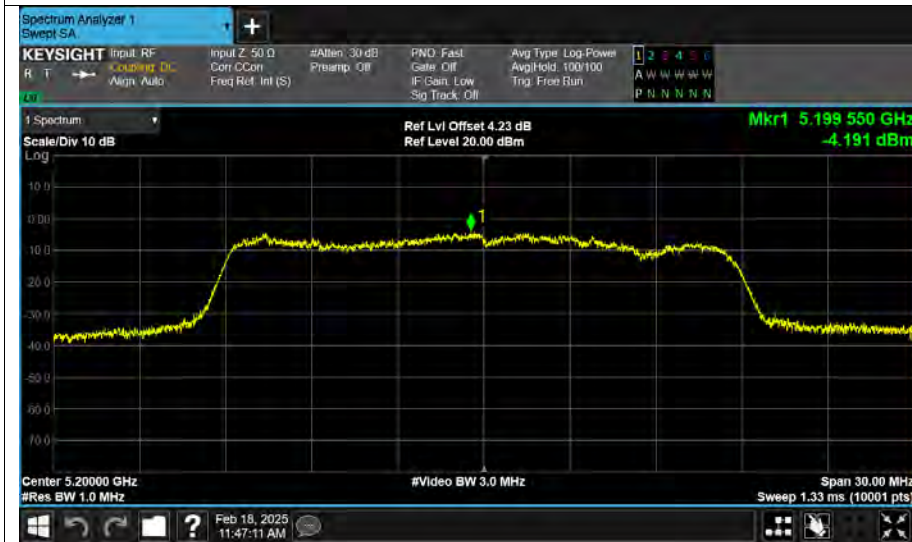 Spectrum Analyzer 1
Swept SA
+
KEYSIGHT Input: RF Input Z: 50 Ω #Atten: 30 dB PNO: Fast Avg Type: Log-Power 1 2 3 4 5 6
R T Coupling: DC Corr CCorr Preamp: Off Gate: Off Avg|Hold: 100/100 A W W W W W
Align: Auto Freq Ref: Int (S) IF Gain: Low Trig: Free Run
Sig Track: Off P N N N N N
1 Spectrum Ref Lvl Offset 4.23 dB Mkr1 5.199 550 GHz
Scale/Div 10 dB Ref Level 20.00 dBm -4.191 dBm
Log
10.0
0.00
1
-10.0
-20.0
-30.0
-40.0
-50.0
-60.0
-70.0
Center 5.20000 GHz #Video BW 3.0 MHz Span 30.00 MHz
#Res BW 1.0 MHz Sweep 1.33 ms (10001 pts)
? Feb 18, 2025
11:47:11 AM